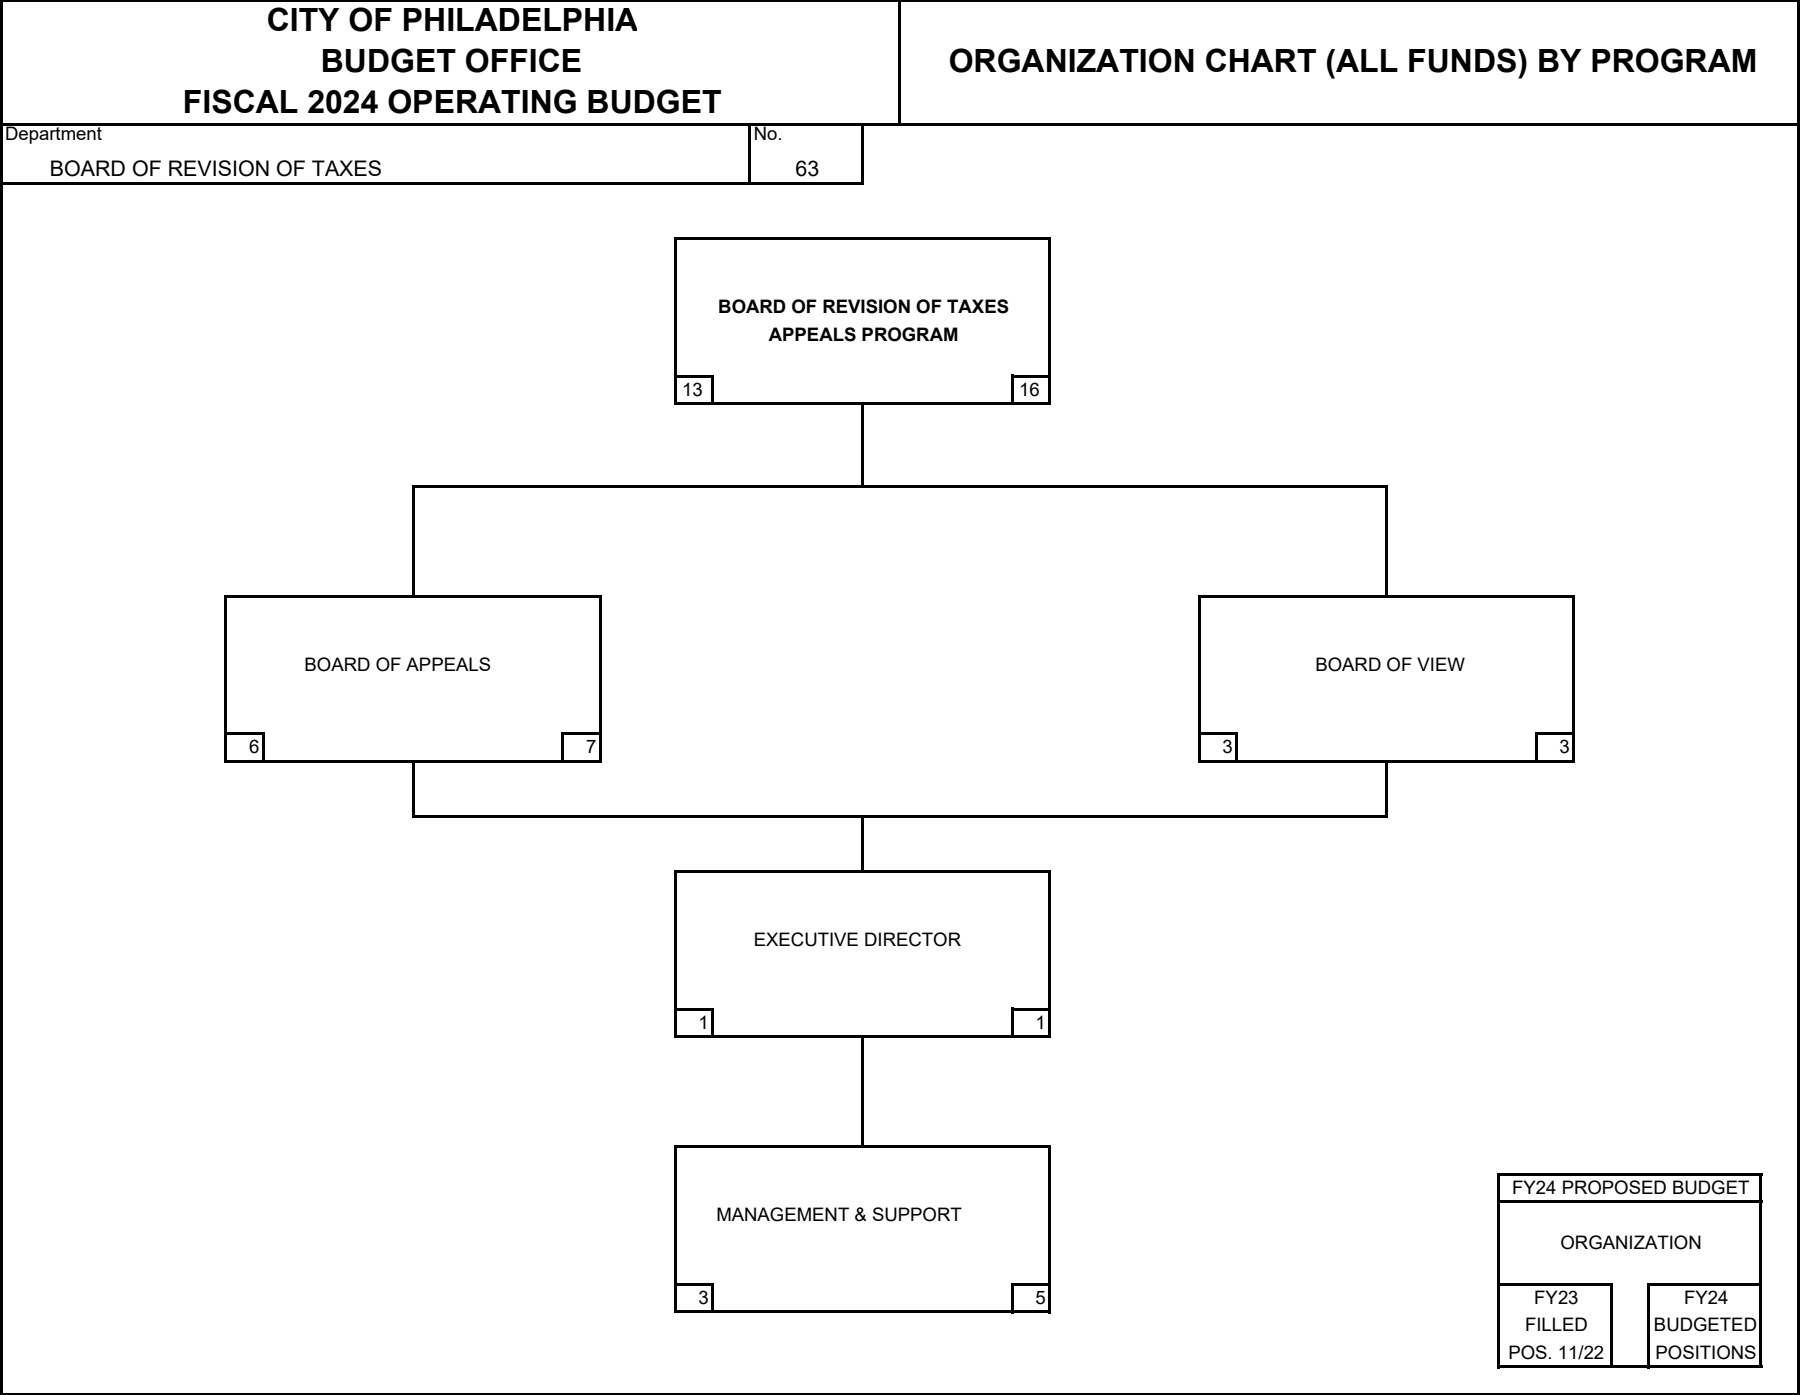 CITY OF PHILADELPHIA
BUDGET OFFICE
FISCAL 2024 OPERATING BUDGET
ORGANIZATION CHART (ALL FUNDS) BY PROGRAM
Department
No.
BOARD OF REVISION OF TAXES
63
BOARD OF REVISION OF TAXES
APPEALS PROGRAM
13
16
BOARD OF APPEALS
6
7
BOARD OF VIEW
3
3
EXECUTIVE DIRECTOR
1
1
MANAGEMENT & SUPPORT
3
5
FY24 PROPOSED BUDGET
ORGANIZATION
FY23
FILLED
POS. 11/22
FY24
BUDGETED
POSITIONS